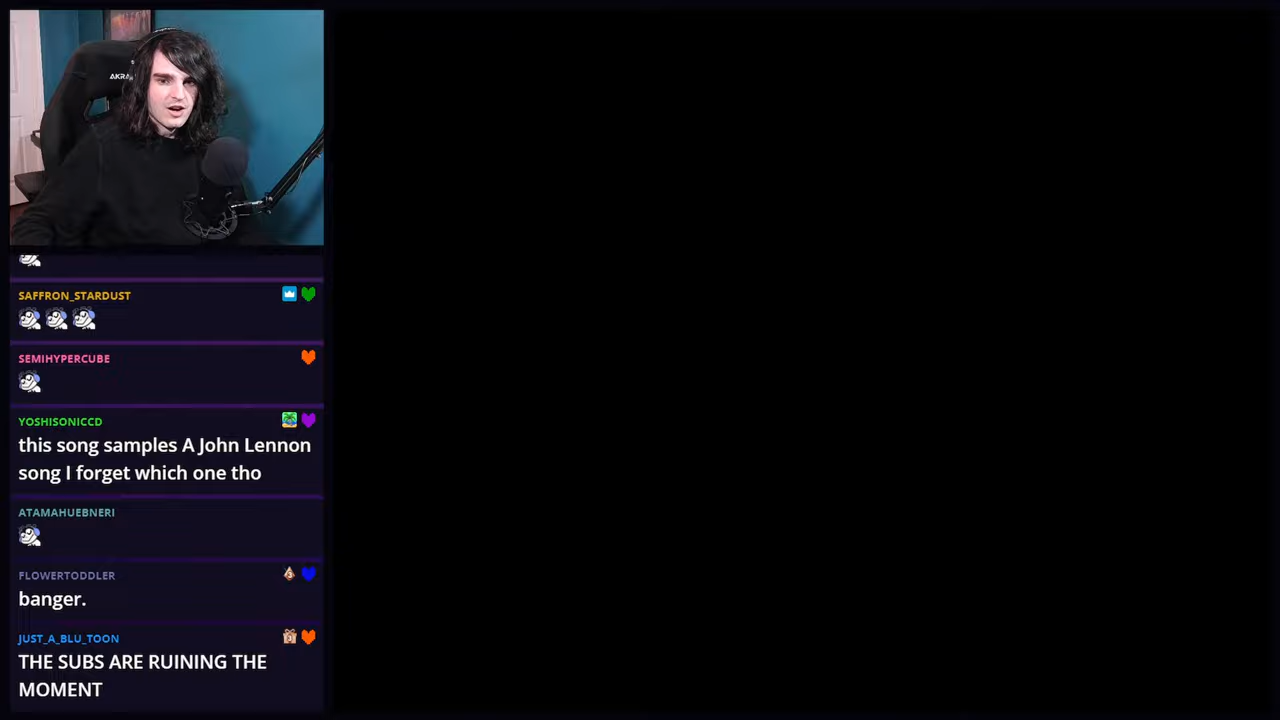 AKRA
SAFFRON_STARDUST
SEMIHYPERCUBE
YOSHISONICCD
this song samples A John Lennon
song I forget which one tho
ATAMAHUEBNERI
FLOWERTODDLER
banger.
JUST_A_BLU_TOON
THE SUBS ARE RUINING THE
MOMENT